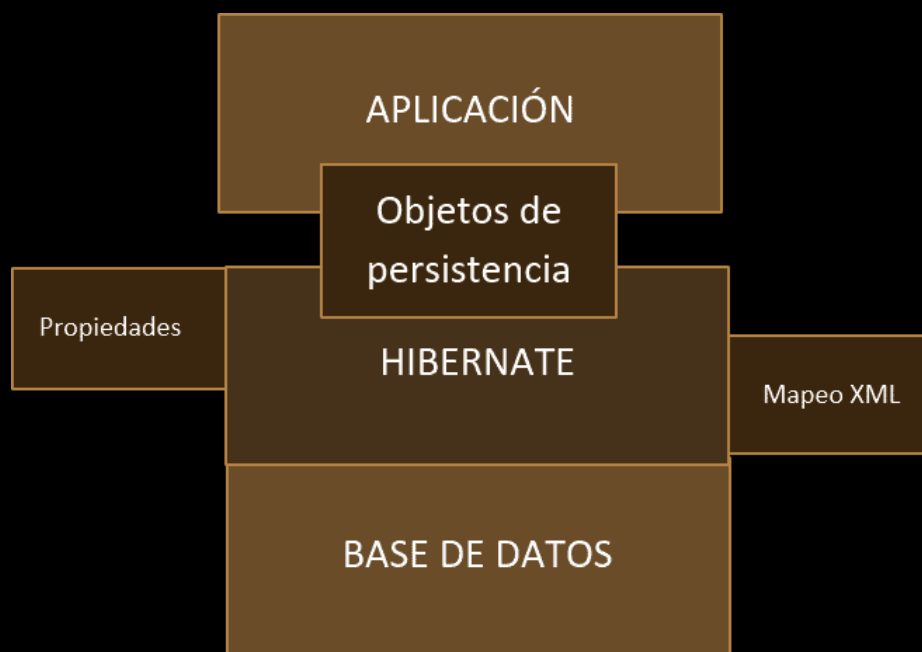 APLICACIÓN
Objetos de
persistencia
Propiedades
HIBERNATE
Mapeo XML
BASE DE DATOS